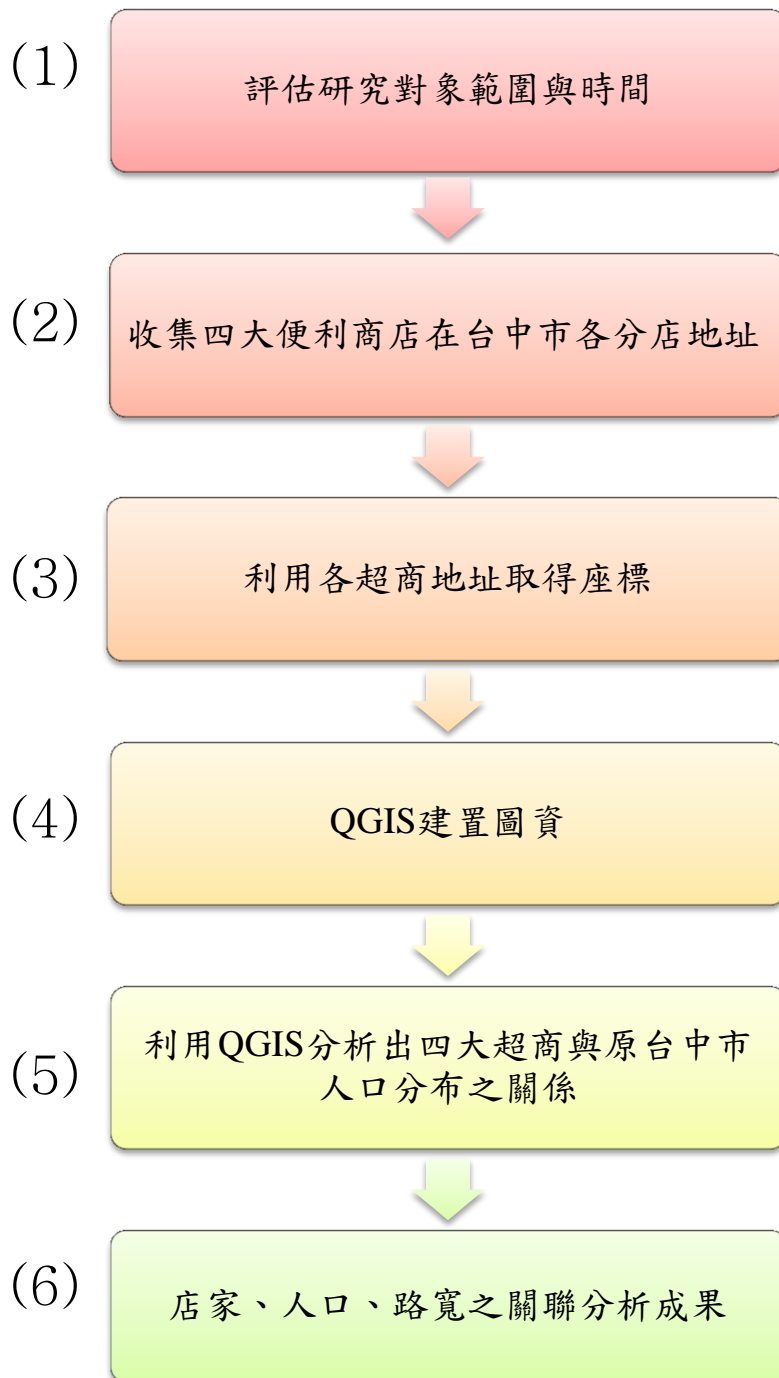 (1)
評估研究對象範圍與時間
(2)
收集四大便利商店在台中市各分店地址
(3)
利用各超商地址取得座標
(4)
QGIS建置圖資
(5)
利用QGIS分析出四大超商與原台中市
人口分布之關係
(6)
店家、人口、路寬之關聯分析成果